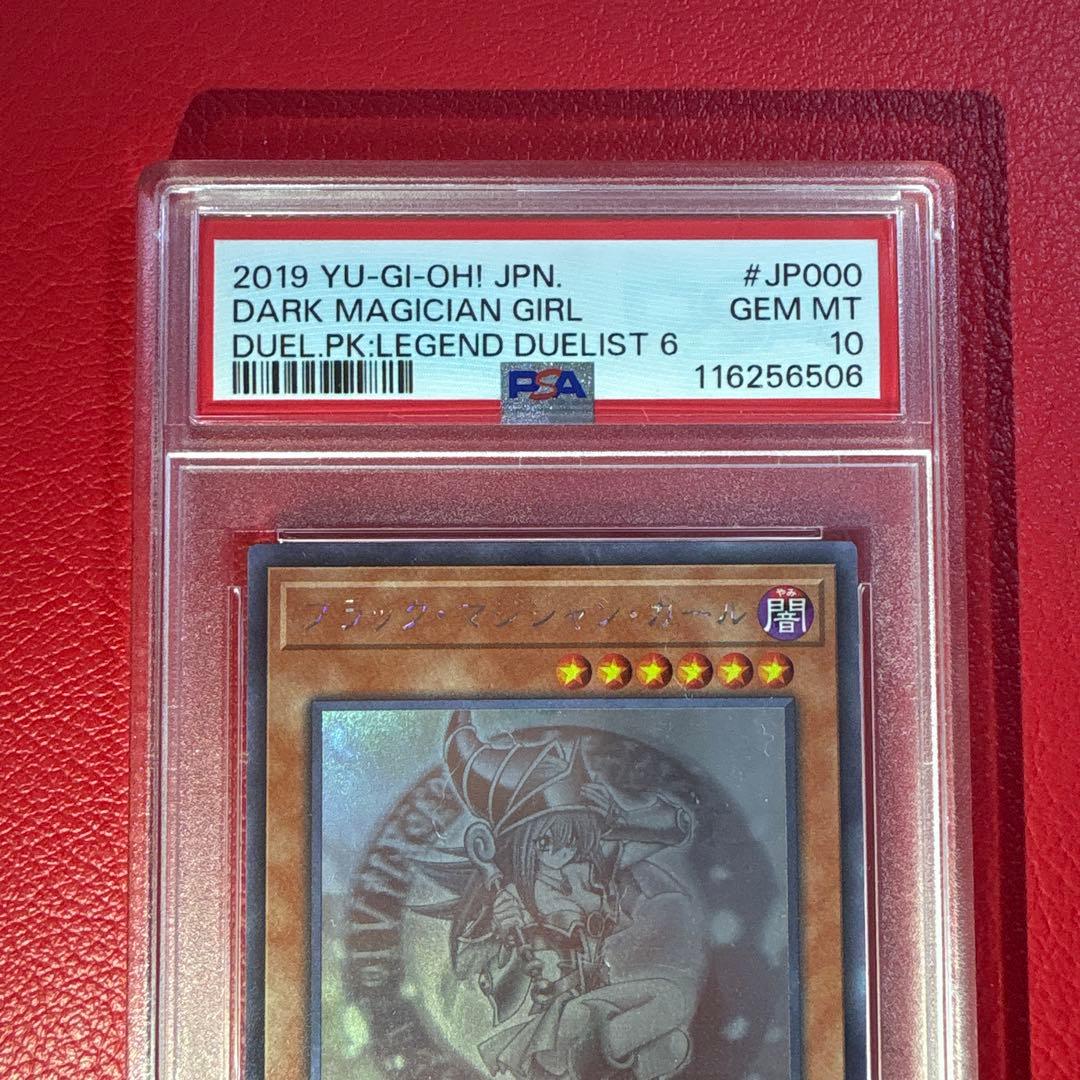 2019 YU-GI-OH! JPN. #JP000
DARK MAGICIAN GIRL GEM MT
DUEL.PK:LEGEND DUELIST 6 10
PSA 116256506
ブラック・マジシャン・ガール
やみ
闇